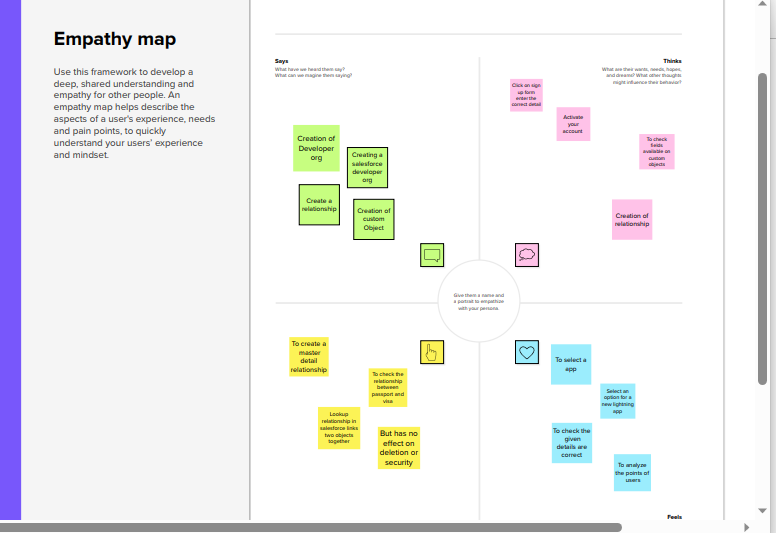 Empathy map
Use this framework to develop a
deep, shared understanding and
empathy for other people. An
empathy map helps describe the
aspects of a user's experience, needs
and pain points, to quickly
understand your users' experience
and mindset.
Says
What have we heard them say?
What can we imagine them saying?
Creation of
Developer
org
Creating a
salesforce
developer
org
Create a
relationship
Creation of
custom
Object
Thinks
What are their wants, needs, hopes,
and dreams? What other thoughts
might influence their behavior?
Click on sign
up form
enter the
correct detail
Activate
your
account
To check
fields
available on
custom
objects
Creation of
relationship
Give them a name and
a portrait to empathize
with your persona.
To create a
master
detail
relationship
To check the
relationship
between
passport and
visa
Lookup
relationship in
salesforce links
two objects
together
But has no
effect on
deletion or
security
To select a
app
Select an
option for a
new lightning
app
To check the
given
details are
correct
To analyze
the points of
users
Feels